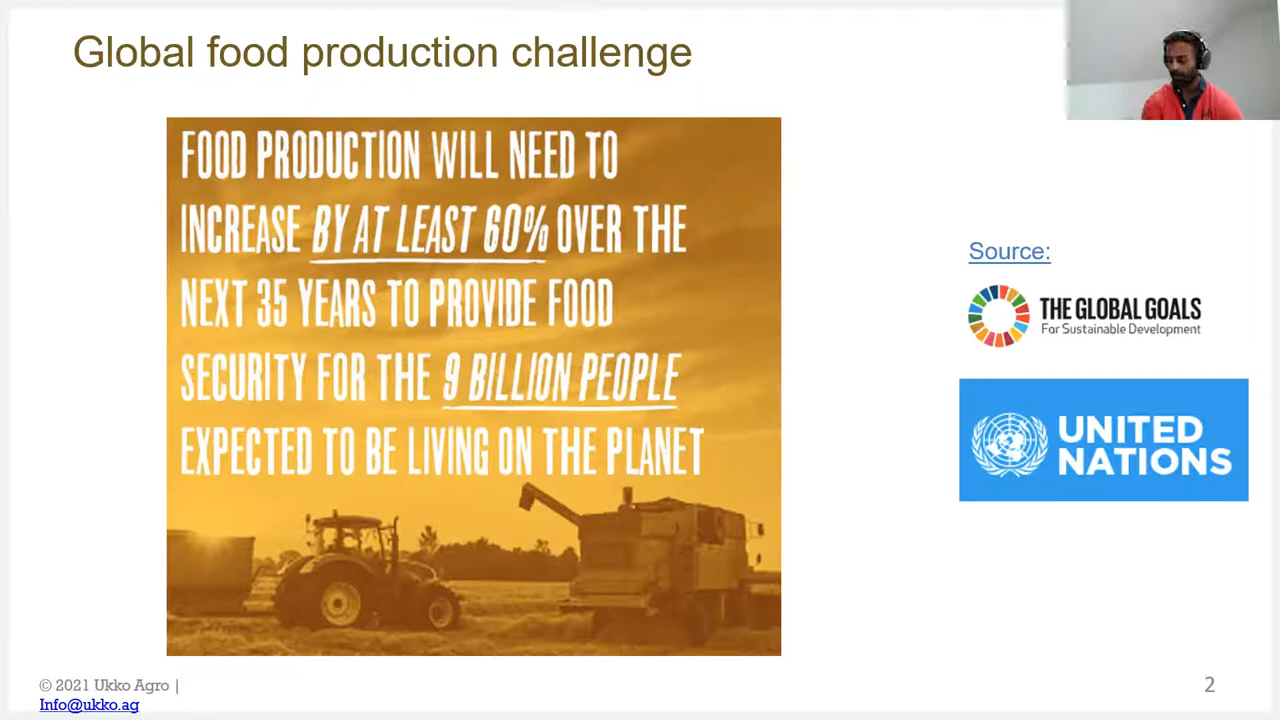 Global food production challenge
FOOD PRODUCTION WILL NEED TO
INCREASE BY AT LEAST 60% OVER THE
NEXT 35 YEARS TO PROVIDE FOOD
SECURITY FOR THE 9 BILLION PEOPLE
EXPECTED TO BE LIVING ON THE PLANET
Source:
THE GLOBAL GOALS
For Sustainable Development
UNITED
NATIONS
© 2021 Ukko Agro |
Info@ukko.ag
2